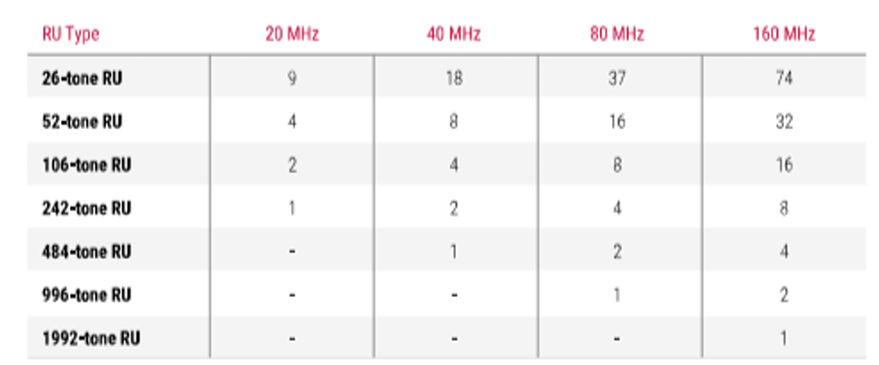 RU Type 20 MHz 40 MHz 80 MHz 160 MHz
26-tone RU 9 18 37 74
52-tone RU 4 8 16 32
106-tone RU 2 4 8 16
242-tone RU 1 2 4 8
484-tone RU - 1 2 4
996-tone RU - - 1 2
1992-tone RU - - - 1